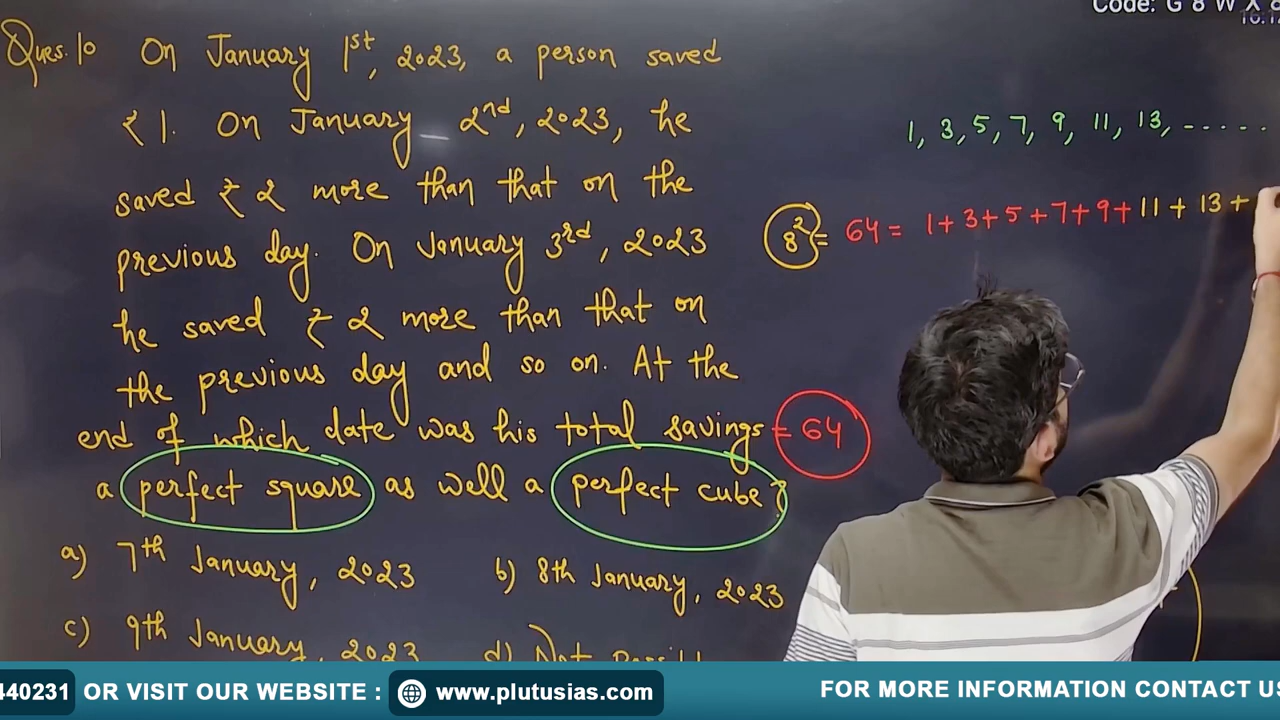 Code: G 8 W X 8
Ques. 10 On January 1st, 2023, a person saved
₹ 1. On January 2nd, 2023, he
saved ₹ 2 more than that on the
previous day. On January 3rd, 2023
he saved ₹ 2 more than that on
the previous day and so on. At the
end of which date was his total savings = 64
a perfect square as well a perfect cube?
a) 7th January, 2023 b) 8th January, 2023
c) 9th January, 2023 d) Not
1, 3, 5, 7, 9, 11, 13, ------
8² = 64 = 1 + 3 + 5 + 7 + 9 + 11 + 13 +
440231 OR VISIT OUR WEBSITE : www.plutusias.com FOR MORE INFORMATION CONTACT US